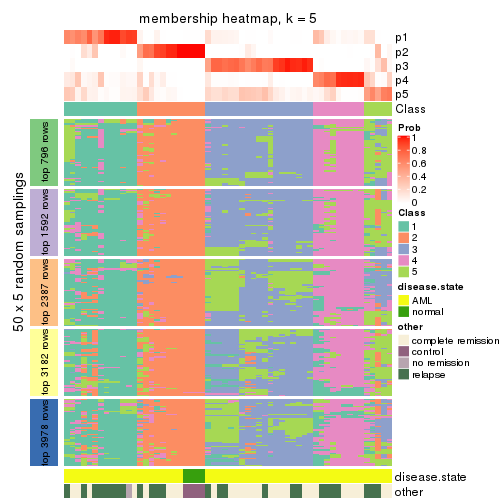 membership heatmap, k = 5
p1
p2
p3
p4
p5
Class
50 x 5 random samplings
top 796 rows
top 1592 rows
top 2387 rows
top 3182 rows
top 3978 rows
disease.state
other
Prob
1
0.8
0.6
0.4
0.2
0
Class
1
2
3
4
5
disease.state
AML
normal
other
complete remission
control
no remission
relapse